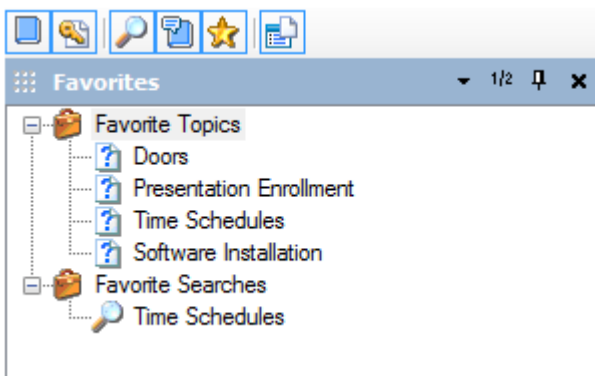 Favorites 1/2
Favorite Topics
Doors
Presentation Enrollment
Time Schedules
Software Installation
Favorite Searches
Time Schedules